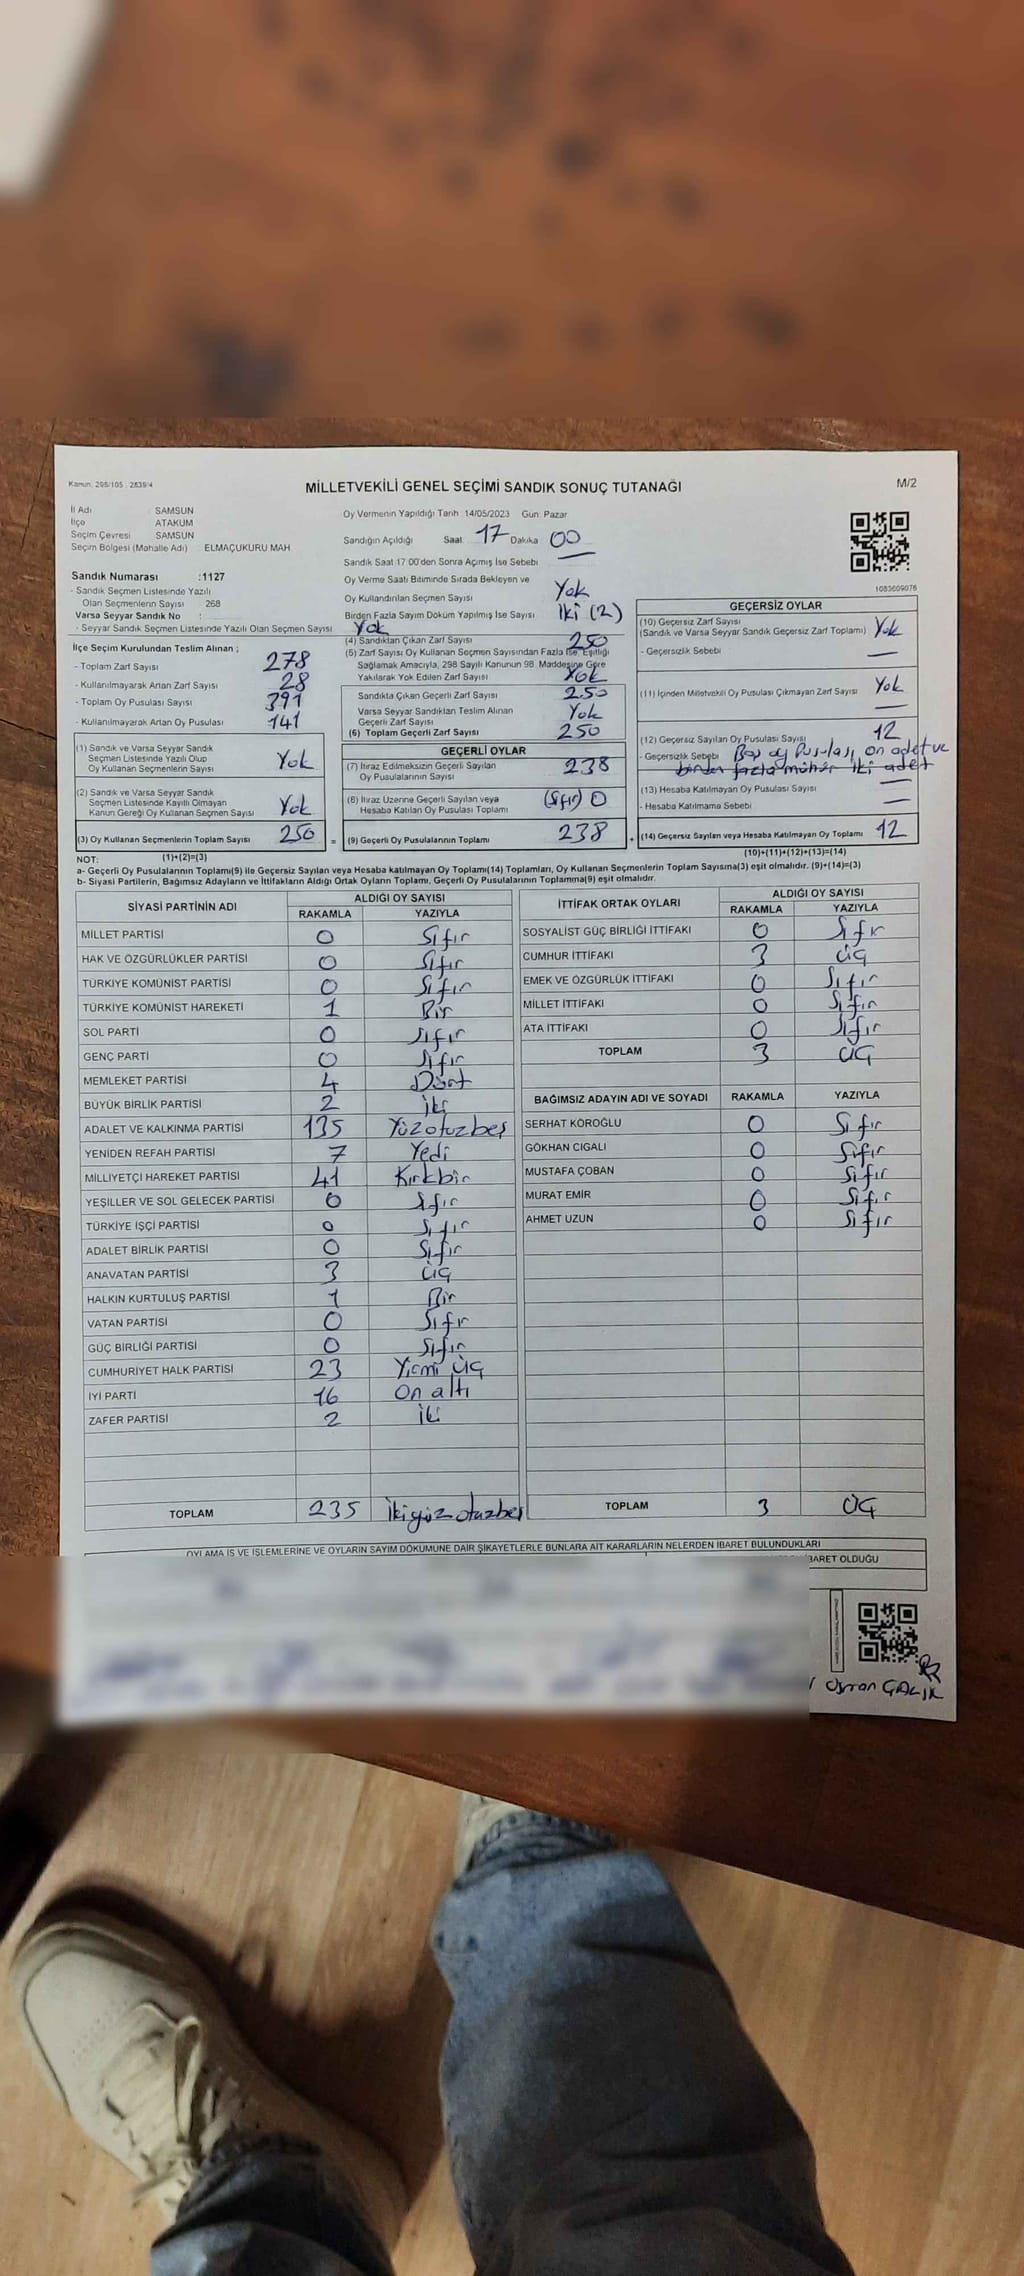 Kanun: 298/105 , 2839/4
MİLLETVEKİLİ GENEL SEÇİMİ SANDIK SONUÇ TUTANAĞI
M/2
İl Adı : SAMSUN
İlçe ATAKUM
Seçim Çevresi SAMSUN
Seçim Bölgesi (Mahalle Adı) ELMAÇUKURU MAH
Oy Vermenin Yapıldığı Tarih 14/05/2023 Gün: Pazar
Sandığın Açıldığı Saat 17 Dakika 00
Sandık Saat 17 00'den Sonra Açımış İse Sebebi —
Sandık Numarası :1127
- Sandık Seçmen Listesinde Yazılı
Olan Seçmenlerin Sayısı 268
Varsa Seyyar Sandık No :
- Seyyar Sandık Seçmen Listesinde Yazılı Olan Seçmen Sayısı Yok
Oy Verme Saati Bitiminde Sırada Bekleyen ve
Oy Kullandırılan Seçmen Sayısı Yok
Birden Fazla Sayım Döküm Yapılmış İse Sayısı İki (2)
1083609076
İlçe Seçim Kurulundan Teslim Alınan ;
- Toplam Zarf Sayısı 278
- Kullanılmayarak Artan Zarf Sayısı 28
- Toplam Oy Pusulası Sayısı 391
- Kullanılmayarak Artan Oy Pusulası 141
(4) Sandıktan Çıkan Zarf Sayısı 250
(5) Zarf Sayısı Oy Kullanan Seçmen Sayısından Fazla İse, Eşitliği
Sağlamak Amacıyla, 298 Sayılı Kanunun 98. Maddesine Göre
Yakılarak Yok Edilen Zarf Sayısı Yok
Sandıkta Çıkan Geçerli Zarf Sayısı 250
Varsa Seyyar Sandıktan Teslim Alınan
Geçerli Zarf Sayısı Yok
(6) Toplam Geçerli Zarf Sayısı 250
GEÇERSİZ OYLAR
(10) Geçersiz Zarf Sayısı
(Sandık ve Varsa Seyyar Sandık Geçersiz Zarf Toplamı) Yok
- Geçersizlik Sebebi —
(11) İçinden Milletvekili Oy Pusulası Çıkmayan Zarf Sayısı Yok
—
(12) Geçersiz Sayılan Oy Pusulası Sayısı 12
- Geçersizlik Sebebi Boş oy Pusulası, on adet ve
birden fazla mühür iki adet
(13) Hesaba Katılmayan Oy Pusulası Sayısı —
- Hesaba Katılmama Sebebi —
(14) Geçersiz Sayılan veya Hesaba Katılmayan Oy Toplamı 12
(1) Sandık ve Varsa Seyyar Sandık
Seçmen Listesinde Yazılı Olup
Oy Kullanan Seçmenlerin Sayısı Yok
(2) Sandık ve Varsa Seyyar Sandık
Seçmen Listesinde Kayıtlı Olmayan
Kanun Gereği Oy Kullanan Seçmen Sayısı Yok
(3) Oy Kullanan Seçmenlerin Toplam Sayısı 250 =
GEÇERLİ OYLAR
(7) İtiraz Edilmeksizin Geçerli Sayılan
Oy Pusulalarının Sayısı 238
(8) İtiraz Üzerine Geçerli Sayılan veya
Hesaba Katılan Oy Pusulası Toplamı (Sıfır) 0
(9) Geçerli Oy Pusulalarının Toplamı 238 +
NOT: (1)+(2)=(3)
(10)+(11)+(12)+(13)=(14)
a- Geçerli Oy Pusulalarının Toplamı(9) ile Geçersiz Sayılan veya Hesaba katılmayan Oy Toplamı(14) Toplamları, Oy Kullanan Seçmenlerin Toplam Sayısına(3) eşit olmalıdır. (9)+(14)=(3)
b- Siyasi Partilerin, Bağımsız Adayların ve İttifakların Aldığı Ortak Oyların Toplamı, Geçerli Oy Pusulalarının Toplamına(9) eşit olmalıdır.
SİYASİ PARTİNİN ADI ALDIĞI OY SAYISI
RAKAMLA YAZIYLA
MİLLET PARTİSİ 0 Sıfır
HAK VE ÖZGÜRLÜKLER PARTİSİ 0 Sıfır
TÜRKİYE KOMÜNİST PARTİSİ 0 Sıfır
TÜRKİYE KOMÜNİST HAREKETİ 1 Bir
SOL PARTİ 0 Sıfır
GENÇ PARTİ 0 Sıfır
MEMLEKET PARTİSİ 4 Dört
BÜYÜK BİRLİK PARTİSİ 2 İki
ADALET VE KALKINMA PARTİSİ 135 Yüzotuzbeş
YENİDEN REFAH PARTİSİ 7 Yedi
MİLLİYETÇİ HAREKET PARTİSİ 41 Kırkbir
YEŞİLLER VE SOL GELECEK PARTİSİ 0 Sıfır
TÜRKİYE İŞÇİ PARTİSİ 0 Sıfır
ADALET BİRLİK PARTİSİ 0 Sıfır
ANAVATAN PARTİSİ 3 Üç
HALKIN KURTULUŞ PARTİSİ 1 Bir
VATAN PARTİSİ 0 Sıfır
GÜÇ BİRLİĞİ PARTİSİ 0 Sıfır
CUMHURİYET HALK PARTİSİ 23 Yirmi Üç
İYİ PARTİ 16 On altı
ZAFER PARTİSİ 2 İki
TOPLAM 235 İkiyüz otuzbeş
İTTİFAK ORTAK OYLARI ALDIĞI OY SAYISI
RAKAMLA YAZIYLA
SOSYALİST GÜÇ BİRLİĞİ İTTİFAKI 0 Sıfır
CUMHUR İTTİFAKI 3 Üç
EMEK VE ÖZGÜRLÜK İTTİFAKI 0 Sıfır
MİLLET İTTİFAKI 0 Sıfır
ATA İTTİFAKI 0 Sıfır
TOPLAM 3 Üç
BAĞIMSIZ ADAYIN ADI VE SOYADI RAKAMLA YAZIYLA
SERHAT KÖROĞLU 0 Sıfır
GÖKHAN CIGALI 0 Sıfır
MUSTAFA ÇOBAN 0 Sıfır
MURAT EMİR 0 Sıfır
AHMET UZUN 0 Sıfır
TOPLAM 3 Üç
OYLAMA İŞ VE İŞLEMLERİNE VE OYLARIN SAYIM DÖKÜMÜNE DAİR ŞİKAYETLERLE BUNLARA AİT KARARLARIN NELERDEN İBARET BULUNDUKLARI
İBARET OLDUĞU
Osman ÇALIK